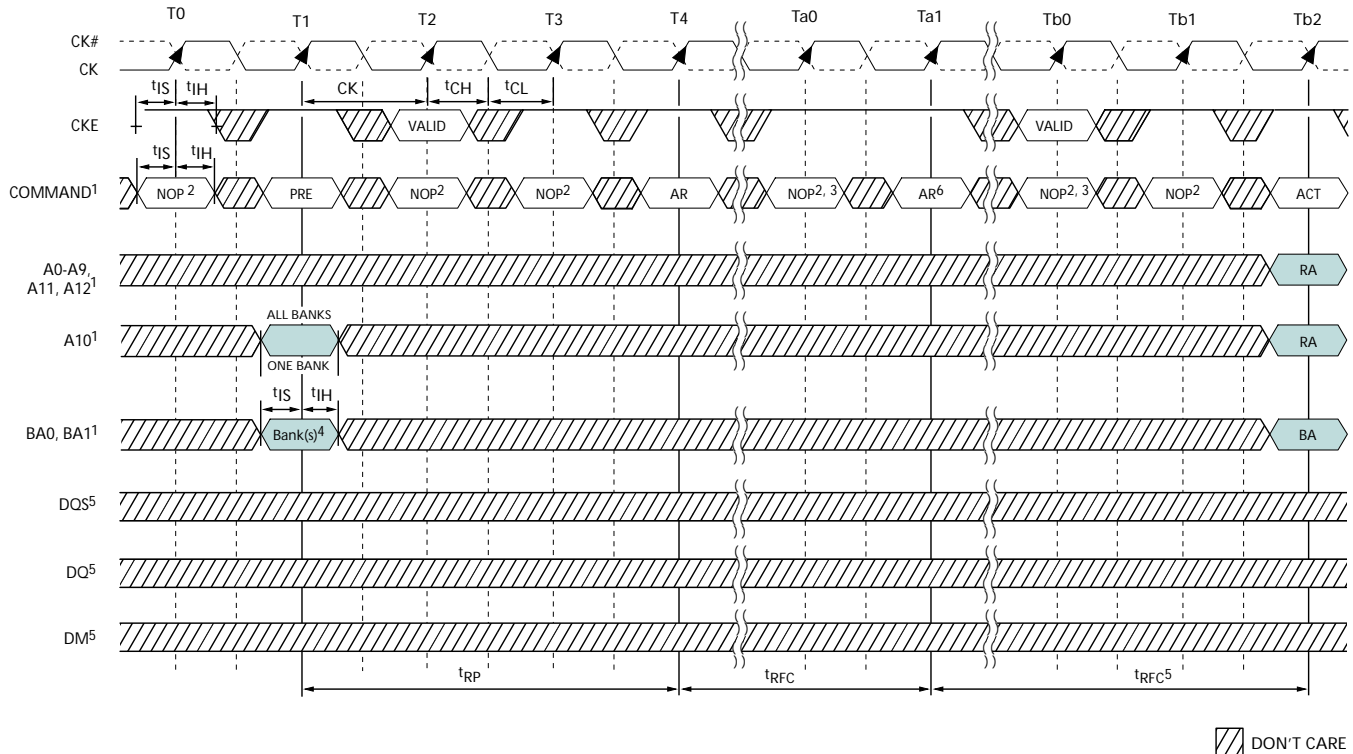 T0 T1 T2 T3 T4 Ta0 Ta1 Tb0 Tb1 Tb2
CK#
CK
tIS tIH CK tCH tCL
CKE VALID VALID
tIS tIH
COMMAND1 NOP 2 PRE NOP2 NOP2 AR NOP2, 3 AR6 NOP2, 3 NOP2 ACT
A0-A9,
A11, A121 RA
ALL BANKS
A101 RA
ONE BANK
tIS tIH
BA0, BA11 Bank(s)4 BA
DQS5
DQ5
DM5
tRP tRFC tRFC5
DON'T CARE